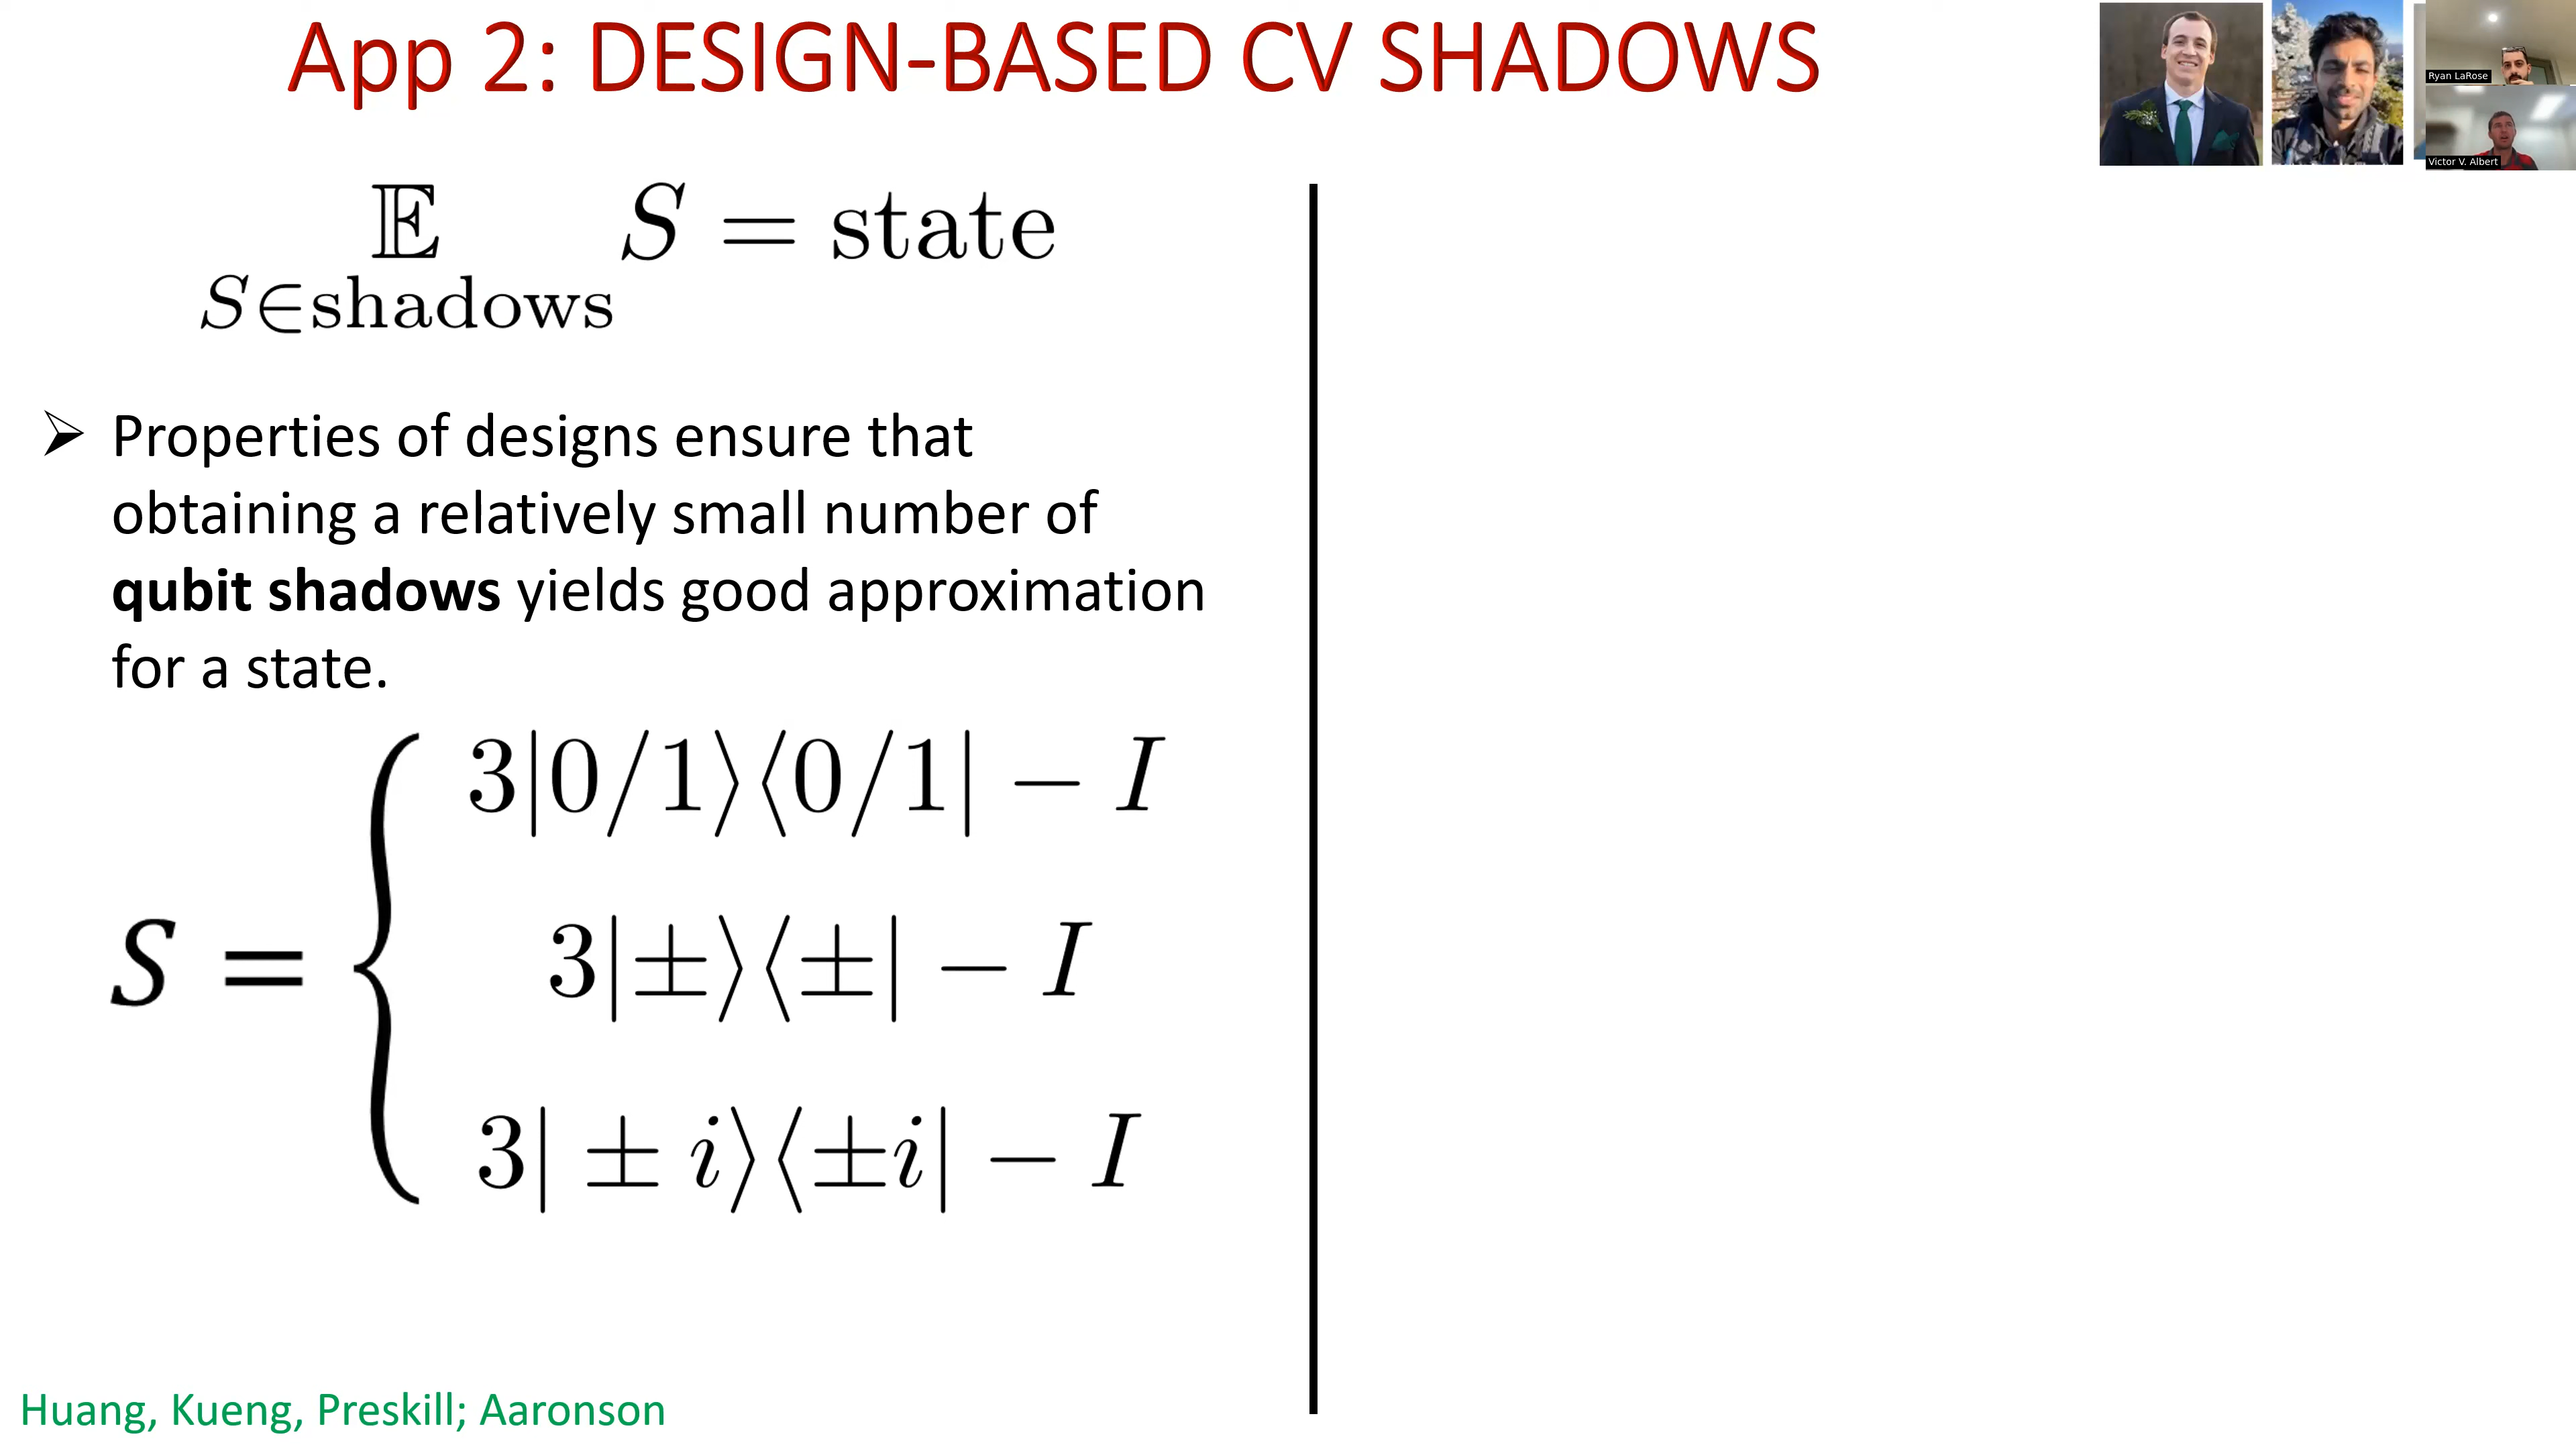 App 2: DESIGN-BASED CV SHADOWS
Ryan LaRose
Victor V. Albert
𝔼 S = state
S∈shadows
➢ Properties of designs ensure that
obtaining a relatively small number of
qubit shadows yields good approximation
for a state.
3|0/1⟩⟨0/1| − I
S = { 3|±⟩⟨±| − I
3| ± i⟩⟨±i| − I
Huang, Kueng, Preskill; Aaronson